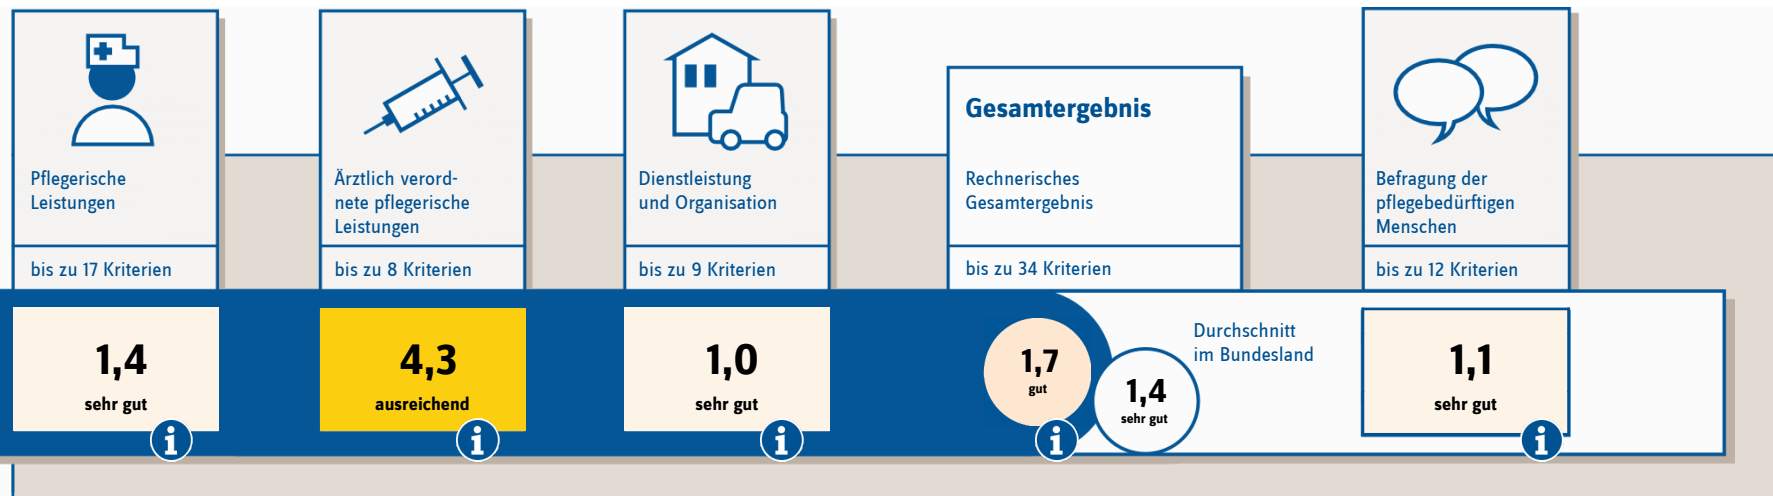 Pflegerische
Leistungen
bis zu 17 Kriterien
1,4
sehr gut
i
Ärztlich verord-
nete pflegerische
Leistungen
bis zu 8 Kriterien
4,3
ausreichend
i
Dienstleistung
und Organisation
bis zu 9 Kriterien
1,0
sehr gut
i
Gesamtergebnis
Rechnerisches
Gesamtergebnis
bis zu 34 Kriterien
1,7
gut
i
Durchschnitt
im Bundesland
1,4
sehr gut
Befragung der
pflegebedürftigen
Menschen
bis zu 12 Kriterien
1,1
sehr gut
i